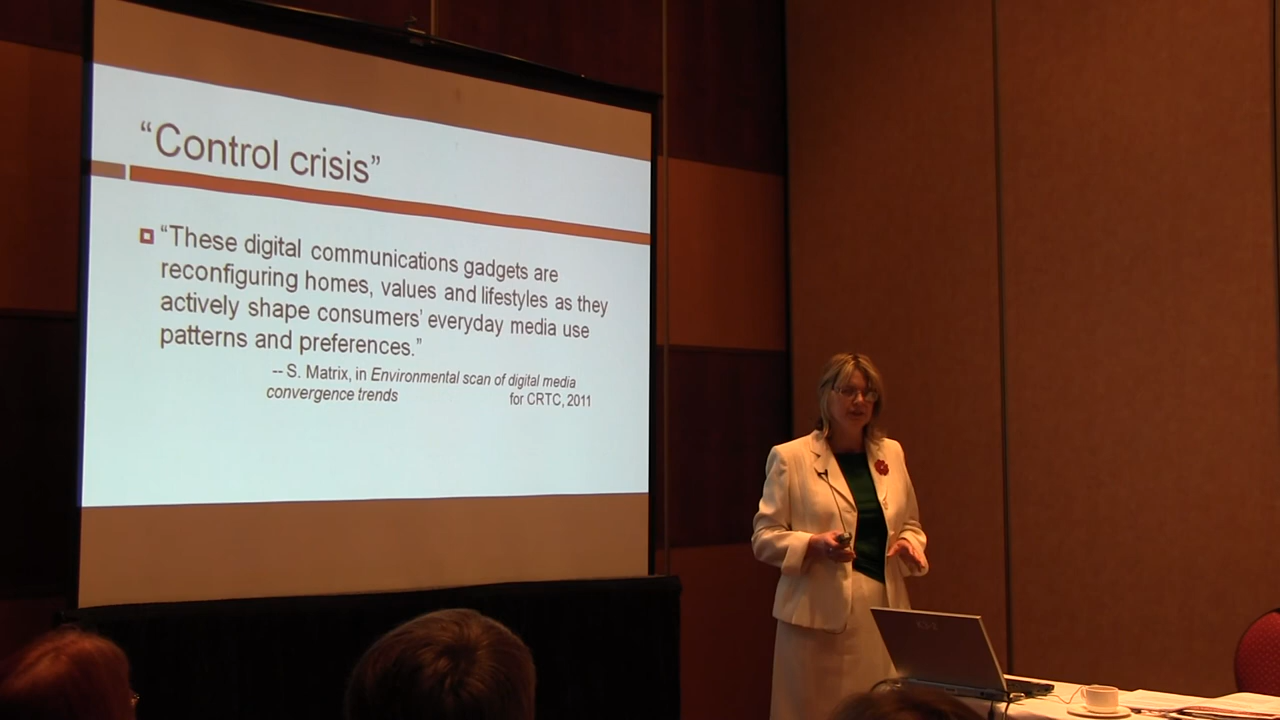 “Control crisis”
“These digital communications gadgets are
reconfiguring homes, values and lifestyles as they
actively shape consumers’ everyday media use
patterns and preferences.”
-- S. Matrix, in Environmental scan of digital media
convergence trends for CRTC, 2011